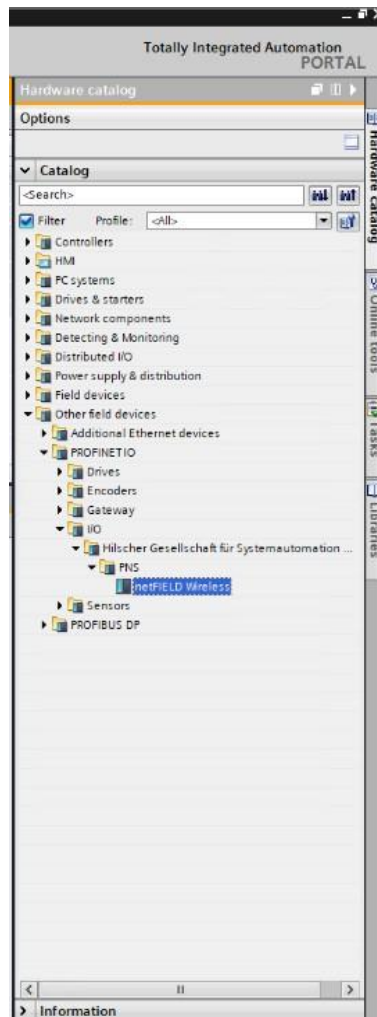 Totally Integrated Automation
PORTAL
Hardware catalog
Options
Catalog
<Search>
Filter Profile: <All>
Controllers
HMI
PC systems
Drives & starters
Network components
Detecting & Monitoring
Distributed I/O
Power supply & distribution
Field devices
Other field devices
Additional Ethernet devices
PROFINET IO
Drives
Encoders
Gateway
I/O
Hilscher Gesellschaft für Systemautomation ...
PNS
netFIELD Wireless
Sensors
PROFIBUS DP
Information
Hardware catalog
Online tools
Tasks
Libraries